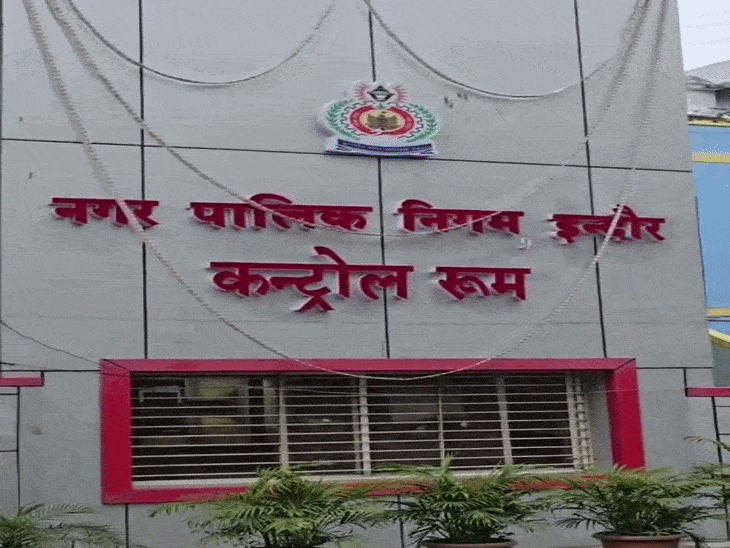 नगर पालिक निगम इन्दौर
कन्ट्रोल रूम